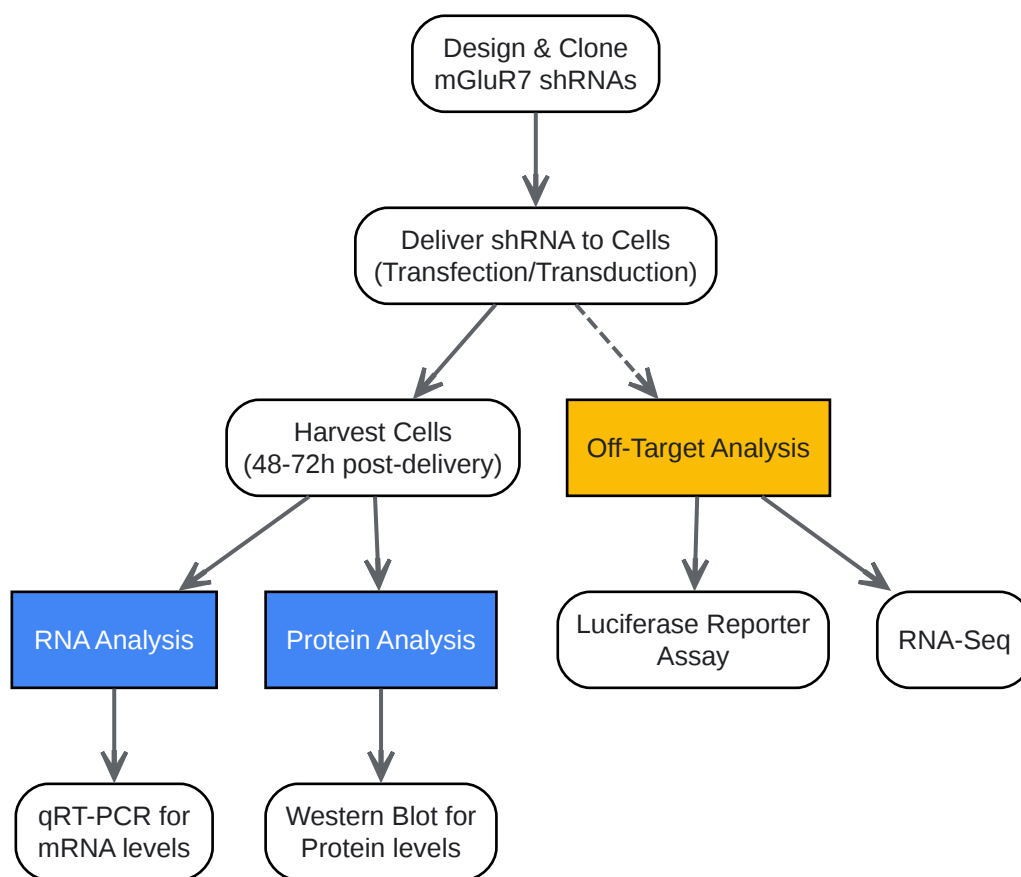 Design & Clone
mGluR7 shRNAs
Deliver shRNA to Cells
(Transfection/Transduction)
Harvest Cells
(48-72h post-delivery)
Off-Target Analysis
RNA Analysis
Protein Analysis
Luciferase Reporter
Assay
RNA-Seq
qRT-PCR for
mRNA levels
Western Blot for
Protein levels